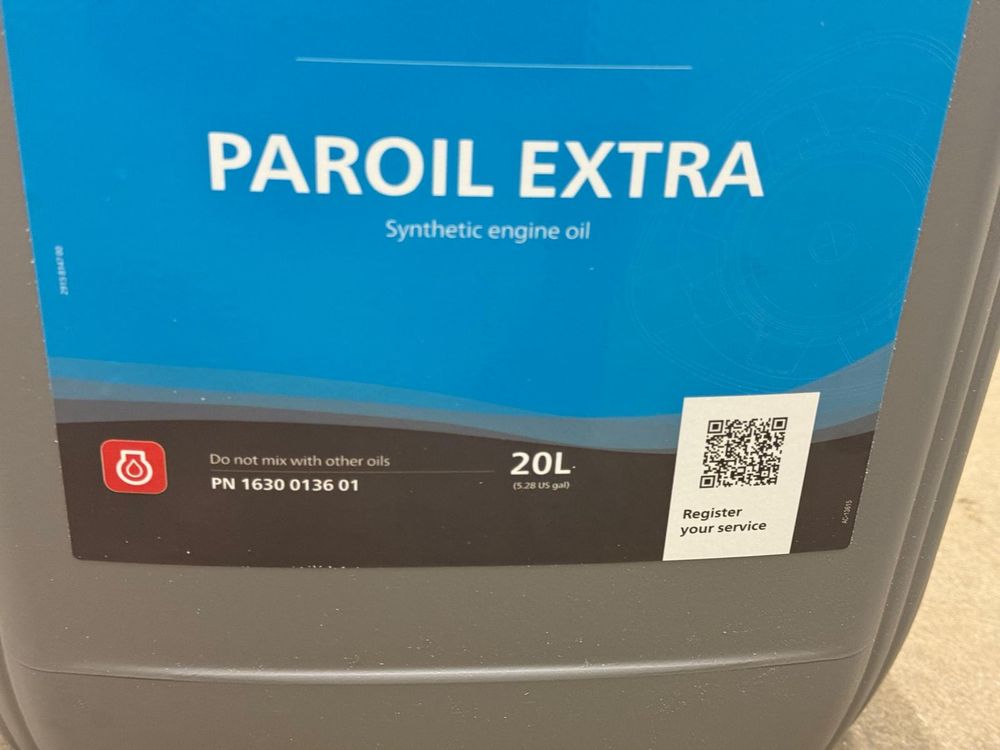 PAROIL EXTRA
Synthetic engine oil
Do not mix with other oils
PN 1630 0136 01
20L
(5.28 US gal)
Register
your service